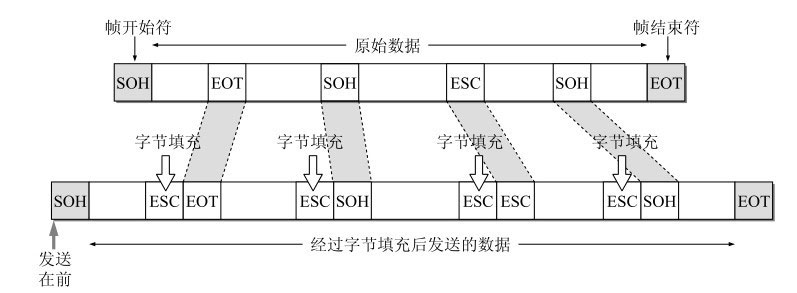 帧开始符
原始数据
帧结束符
SOH EOT SOH ESC SOH EOT
字节填充 字节填充 字节填充 字节填充
SOH ESC EOT ESC SOH ESC ESC ESC SOH EOT
经过字节填充后发送的数据
发送
在前